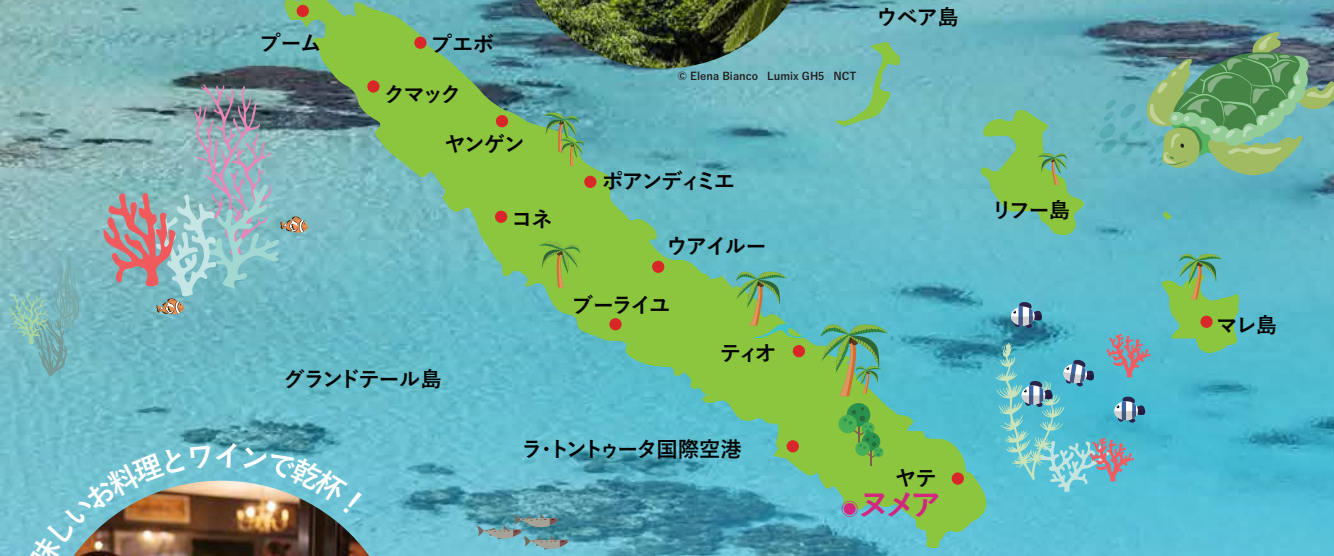 ウベア島
プーム
プエボ
© Elena Bianco Lumix GH5 NCT
クマック
ヤンゲン
ポアンディミエ
リフー島
コネ
ウアイルー
ブーライユ
マレ島
ティオ
グランドテール島
ラ・トントゥータ国際空港
ヤテ
ヌメア
味しいお料理とワインで乾杯！